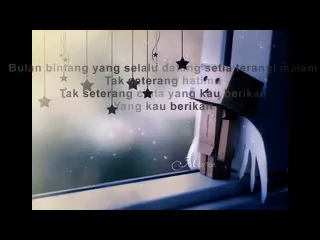 Bulan bintang yang selalu datang setia terangi malam
Tak seterang hatimu
Tak seterang cinta yang kau berikan
Yang kau berikan